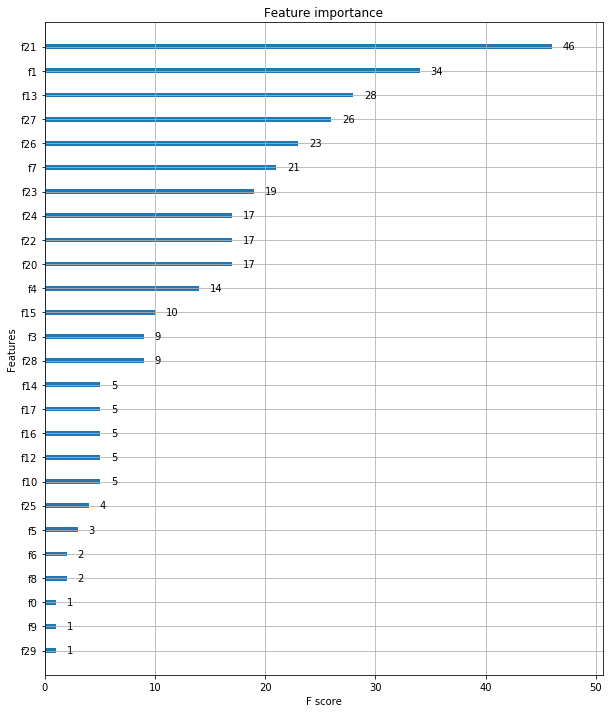 Feature importance
f21 46
f1 34
f13 28
f27 26
f26 23
f7 21
f23 19
f24 17
f22 17
f20 17
f4 14
f15 10
f3 9
f28 9
f14 5
f17 5
f16 5
f12 5
f10 5
f25 4
f5 3
f6 2
f8 2
f0 1
f9 1
f29 1
Features
0 10 20 30 40 50
F score